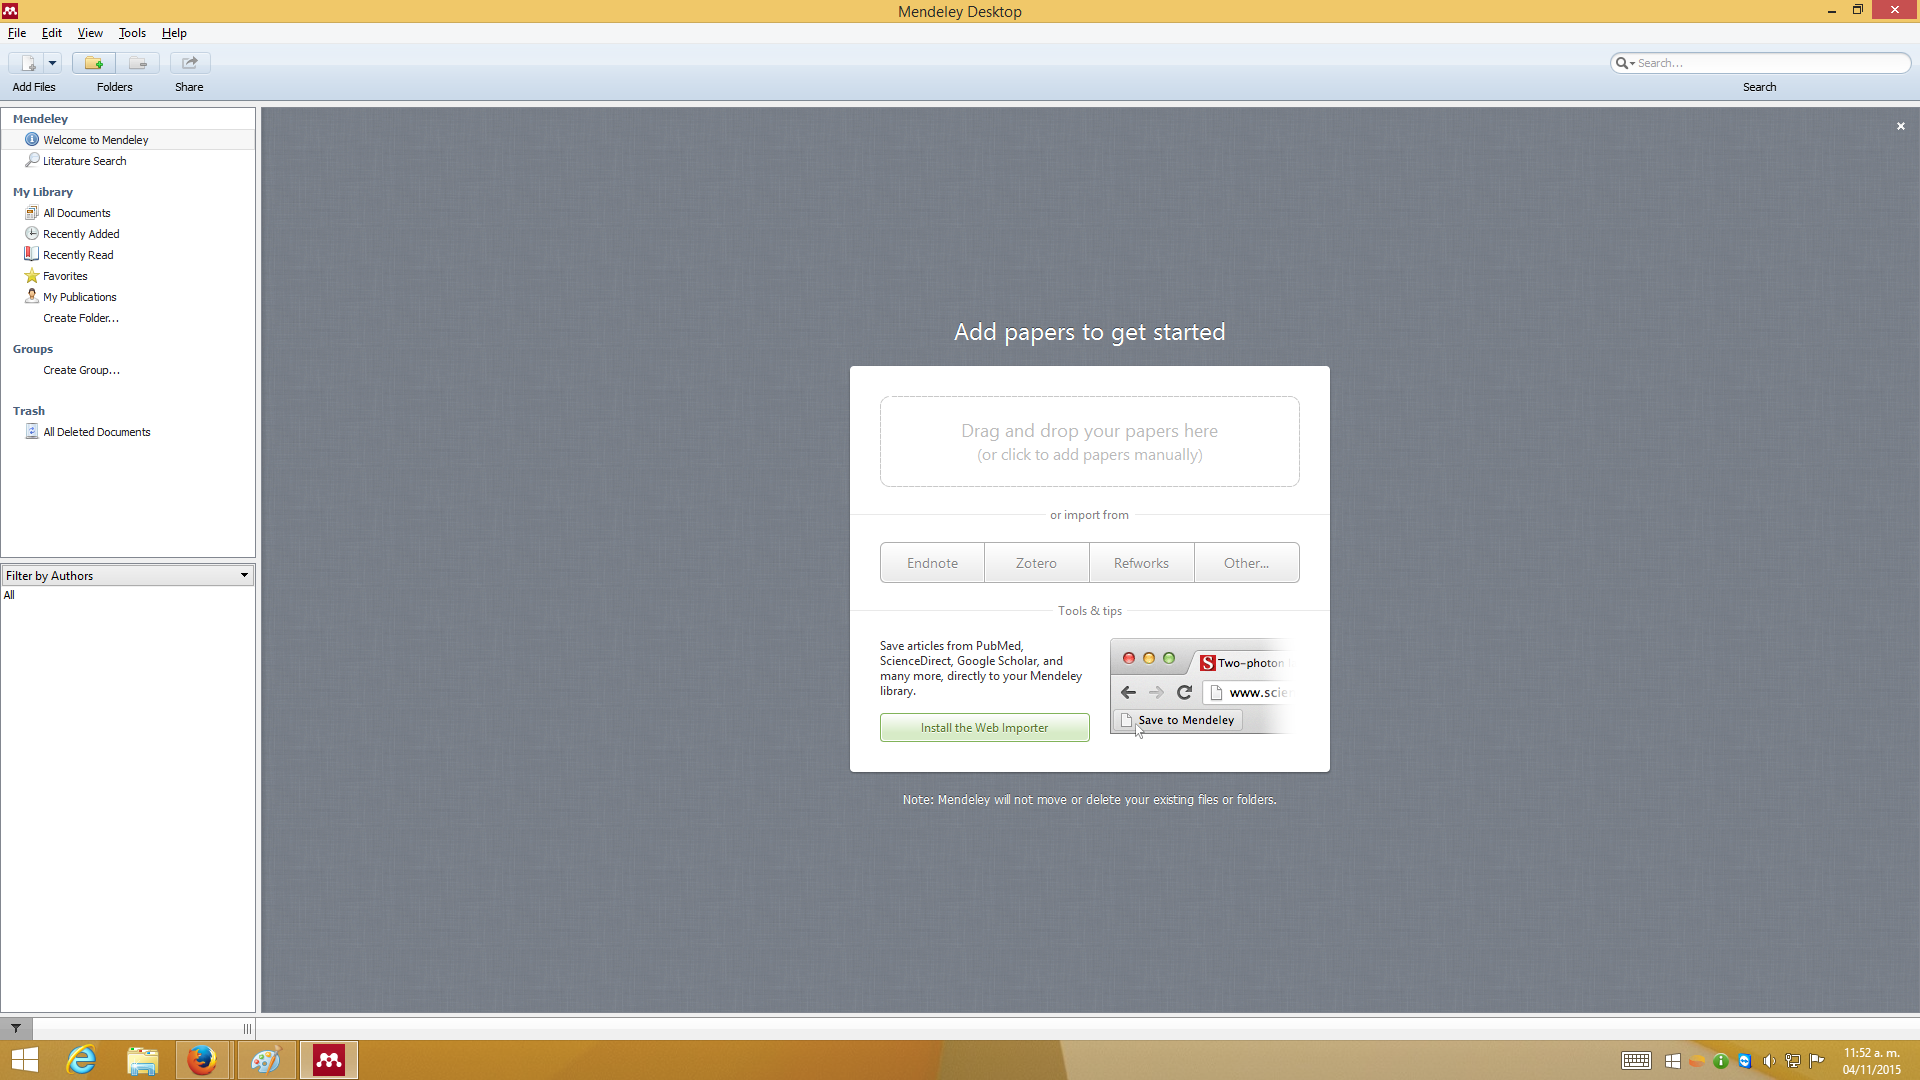 Mendeley Desktop
File Edit View Tools Help
Search...
Add Files Folders Share Search
Mendeley
Welcome to Mendeley
Literature Search
My Library
All Documents
Recently Added
Recently Read
Favorites
My Publications
Create Folder...
Groups
Create Group...
Trash
All Deleted Documents
Filter by Authors
All
Add papers to get started
Drag and drop your papers here
(or click to add papers manually)
or import from
Endnote Zotero Refworks Other...
Tools & tips
Save articles from PubMed,
ScienceDirect, Google Scholar, and
many more, directly to your Mendeley
library.
Install the Web Importer
Two-photon
www.scie
Save to Mendeley
Note: Mendeley will not move or delete your existing files or folders.
11:52 a. m.
04/11/2015